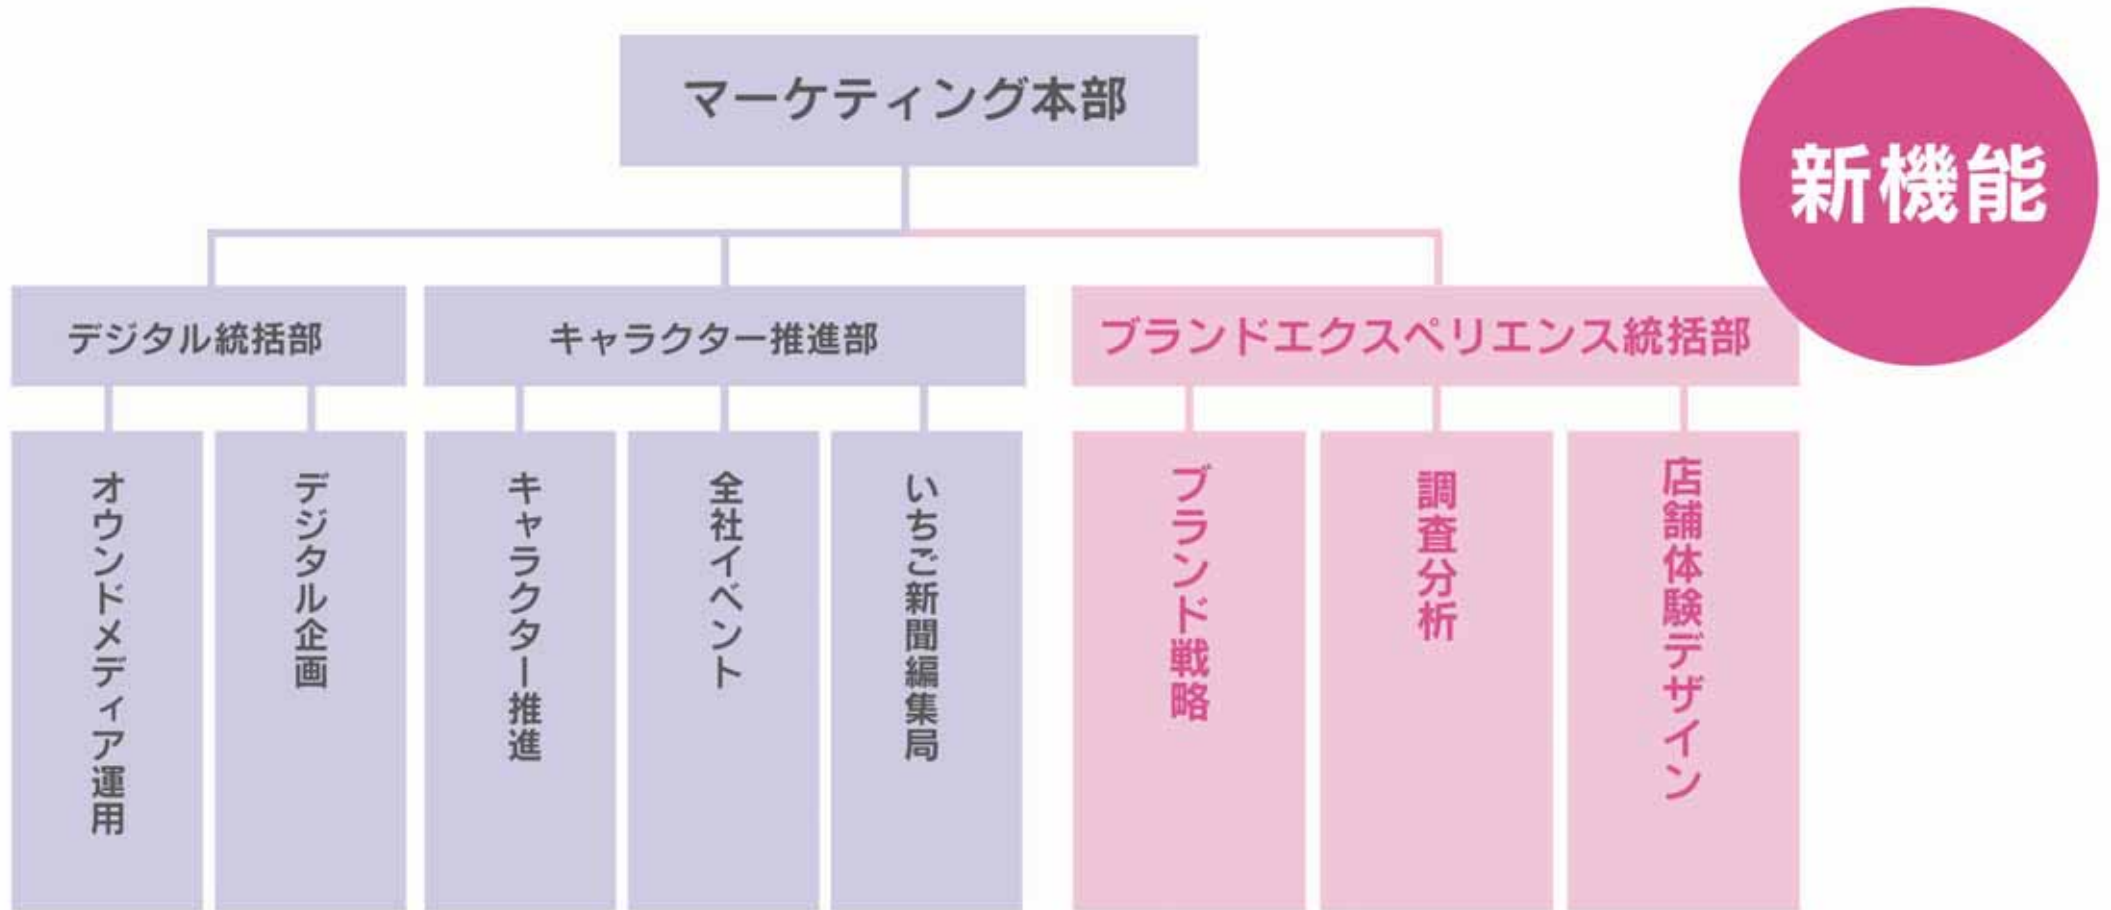 マーケティング本部
新機能
デジタル統括部
キャラクター推進部
ブランドエクスペリエンス統括部
オウンドメディア運用
デジタル企画
キャラクター推進
全社イベント
いちご新聞編集局
ブランド戦略
調査分析
店舗体験デザイン